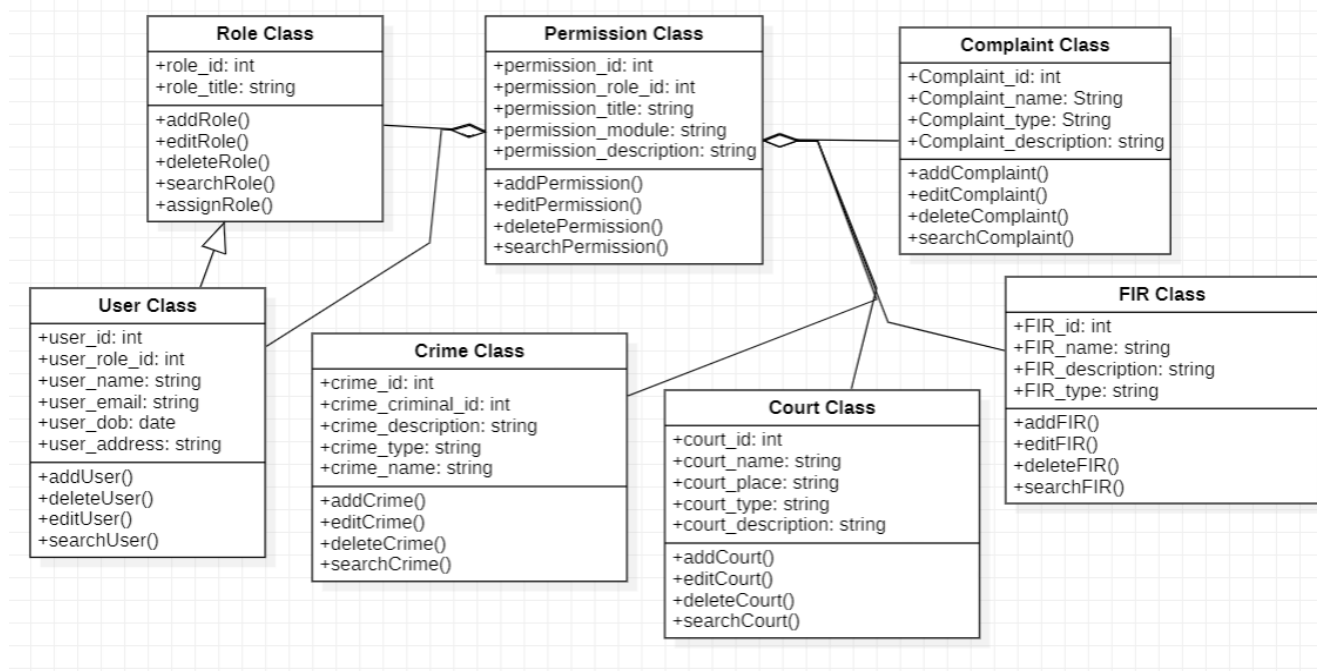 Role Class
+role_id: int
+role_title: string
+addRole()
+editRole()
+deleteRole()
+searchRole()
+assignRole()
Permission Class
+permission_id: int
+permission_role_id: int
+permission_title: string
+permission_module: string
+permission_description: string
+addPermission()
+editPermission()
+deletePermission()
+searchPermission()
Complaint Class
+Complaint_id: int
+Complaint_name: String
+Complaint_type: String
+Complaint_description: string
+addComplaint()
+editComplaint()
+deleteComplaint()
+searchComplaint()
User Class
+user_id: int
+user_role_id: int
+user_name: string
+user_email: string
+user_dob: date
+user_address: string
+addUser()
+deleteUser()
+editUser()
+searchUser()
Crime Class
+crime_id: int
+crime_criminal_id: int
+crime_description: string
+crime_type: string
+crime_name: string
+addCrime()
+editCrime()
+deleteCrime()
+searchCrime()
Court Class
+court_id: int
+court_name: string
+court_place: string
+court_type: string
+court_description: string
+addCourt()
+editCourt()
+deleteCourt()
+searchCourt()
FIR Class
+FIR_id: int
+FIR_name: string
+FIR_description: string
+FIR_type: string
+addFIR()
+editFIR()
+deleteFIR()
+searchFIR()